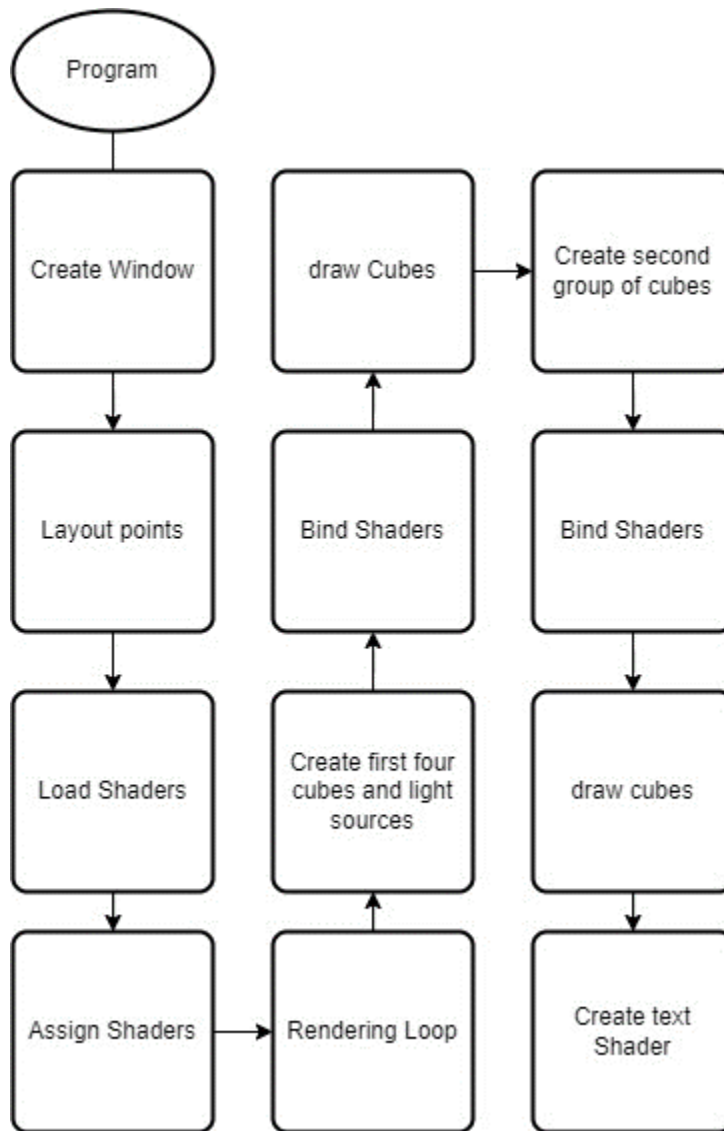 Program
Create Window
Layout points
Load Shaders
Assign Shaders
Rendering Loop
Create first four
cubes and light
sources
Bind Shaders
draw Cubes
Create second
group of cubes
Bind Shaders
draw cubes
Create text
Shader